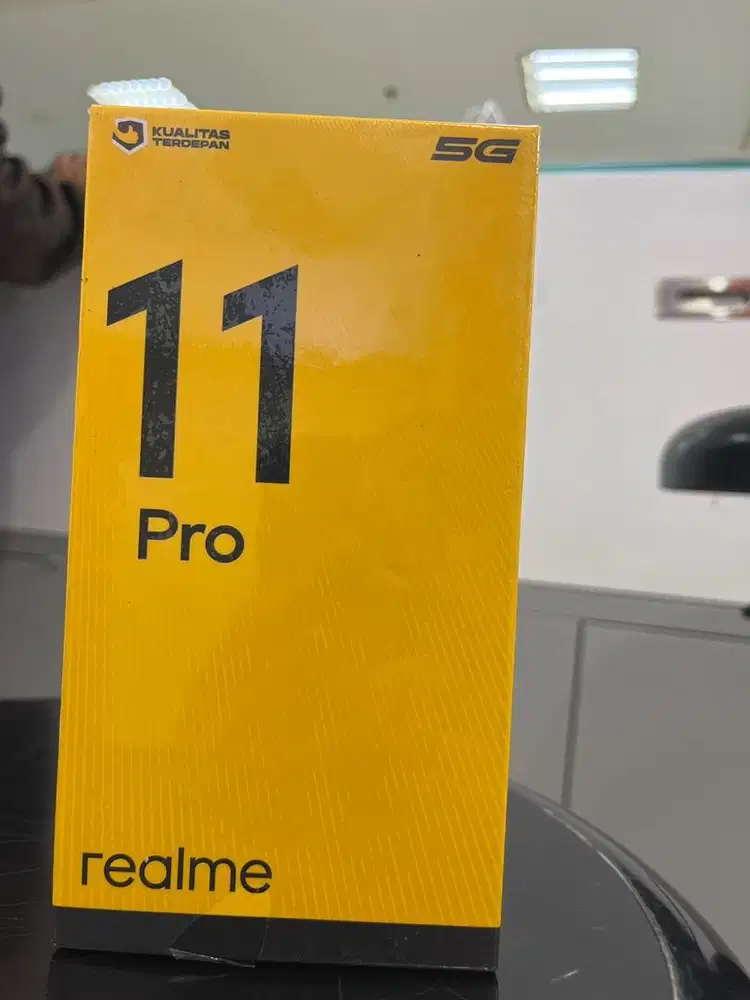 KUALITAS
TERDEPAN
5G
11
Pro
realme